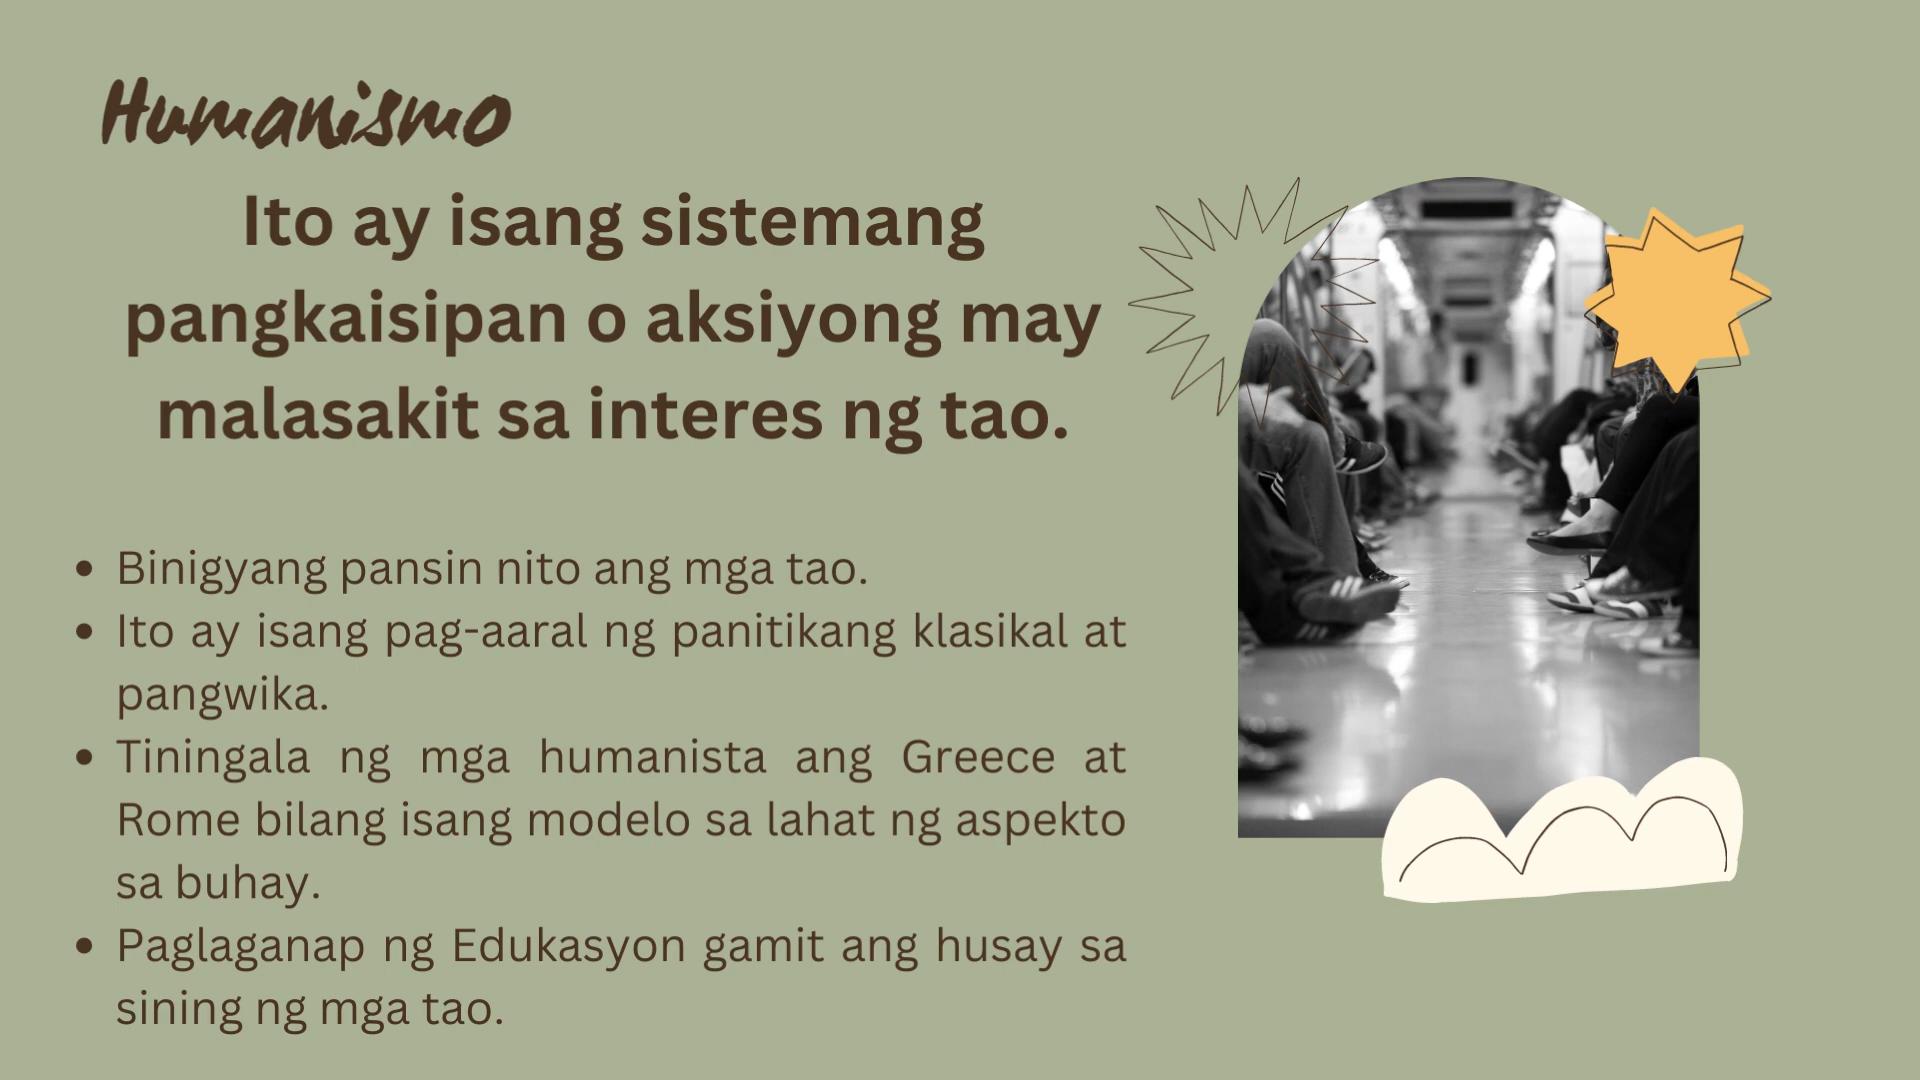 Humanismo
Ito ay isang sistemang
pangkaisipan o aksiyong may
malasakit sa interes ng tao.
• Binigyang pansin nito ang mga tao.
• Ito ay isang pag-aaral ng panitikang klasikal at
pangwika.
• Tiningala ng mga humanista ang Greece at
Rome bilang isang modelo sa lahat ng aspekto
sa buhay.
• Paglaganap ng Edukasyon gamit ang husay sa
sining ng mga tao.